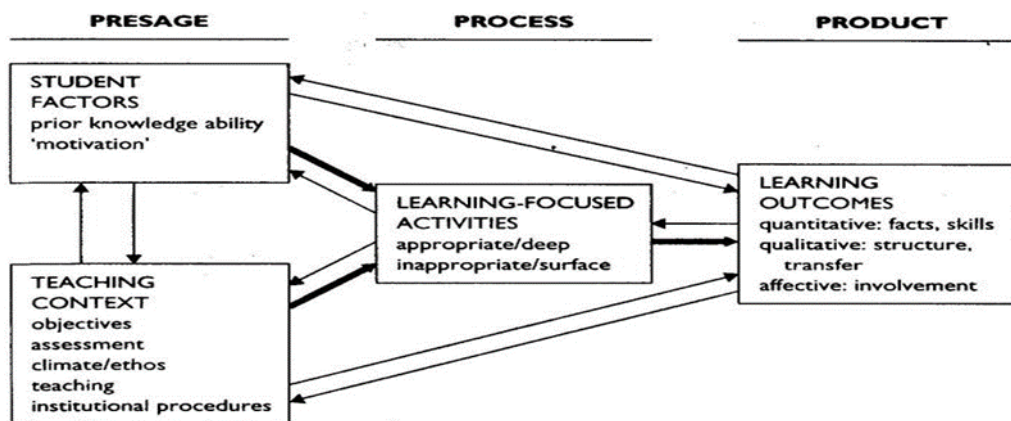 PRESAGE
PROCESS
PRODUCT
STUDENT
FACTORS
prior knowledge ability
'motivation'
TEACHING
CONTEXT
objectives
assessment
climate/ethos
teaching
institutional procedures
LEARNING-FOCUSED
ACTIVITIES
appropriate/deep
inappropriate/surface
LEARNING
OUTCOMES
quantitative: facts, skills
qualitative: structure,
transfer
affective: involvement